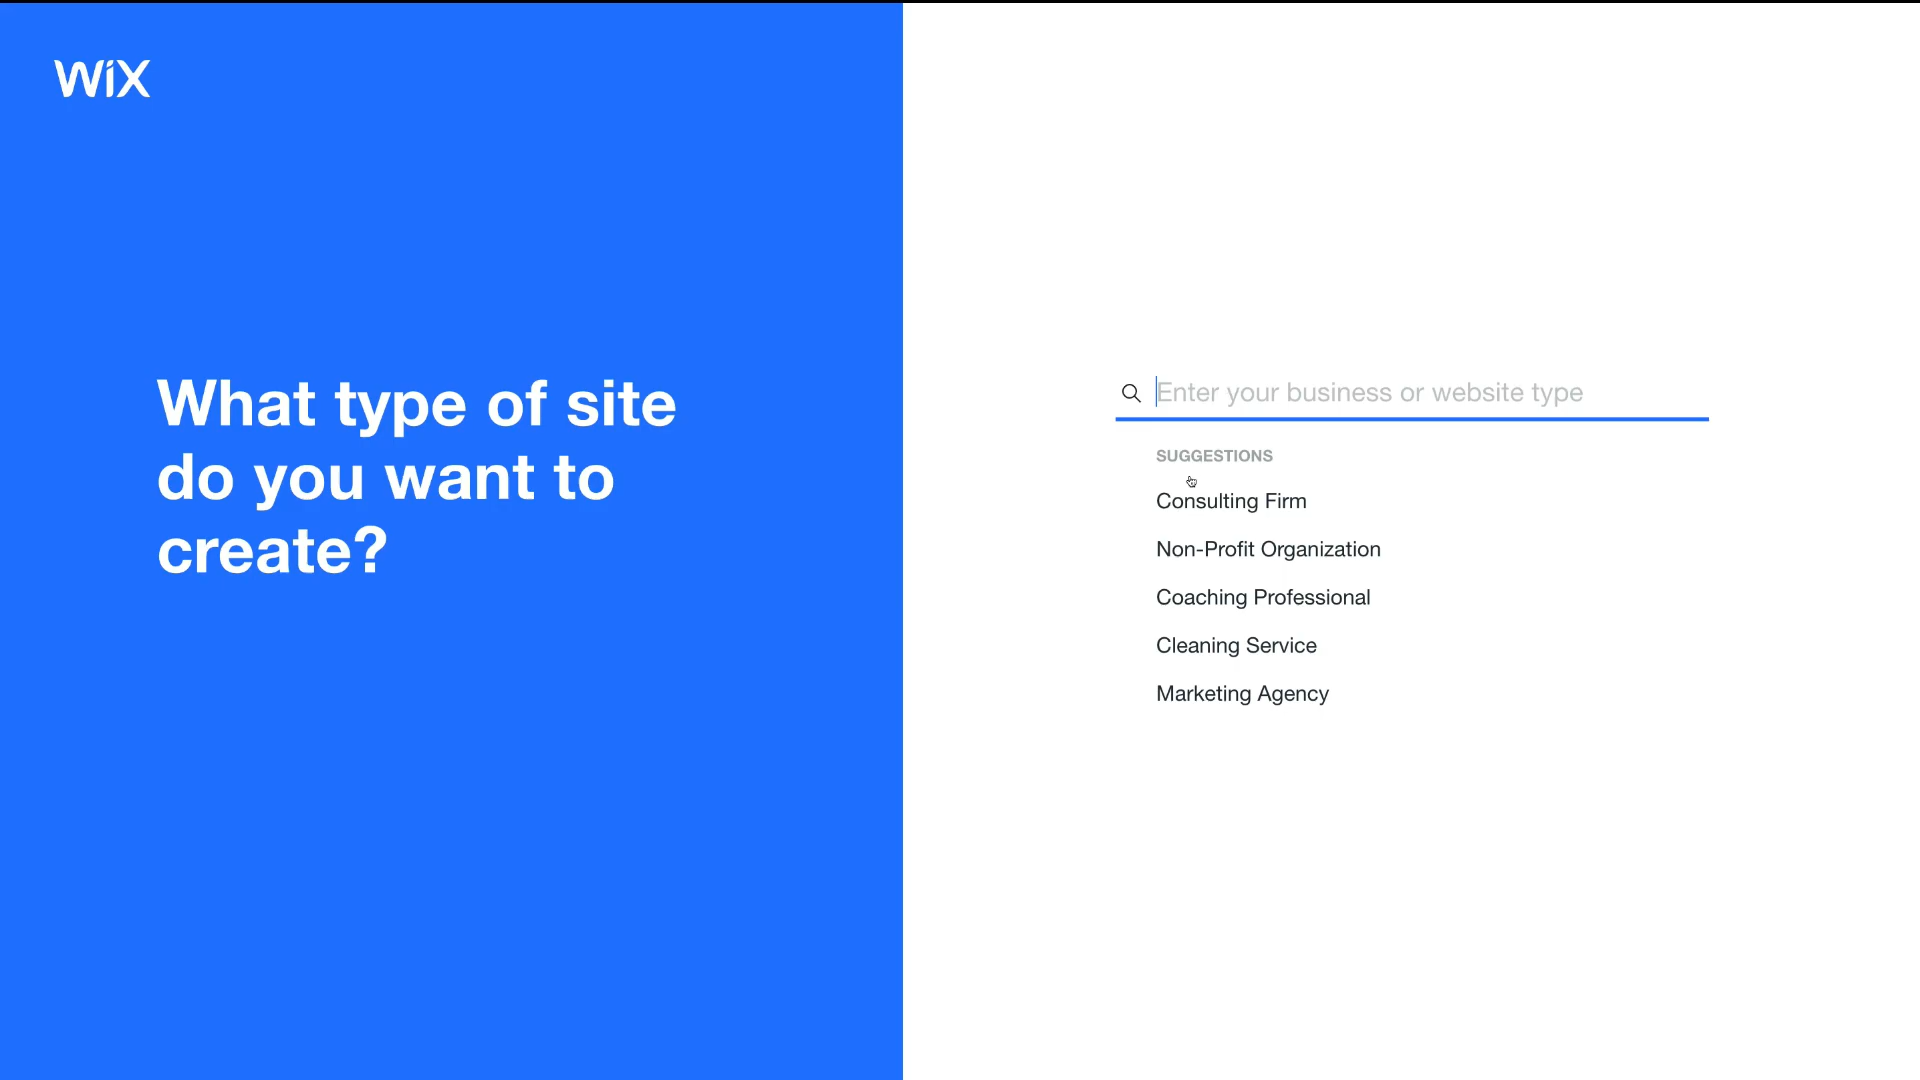 WiX
What type of site
do you want to
create?
Enter your business or website type
SUGGESTIONS
Consulting Firm
Non-Profit Organization
Coaching Professional
Cleaning Service
Marketing Agency